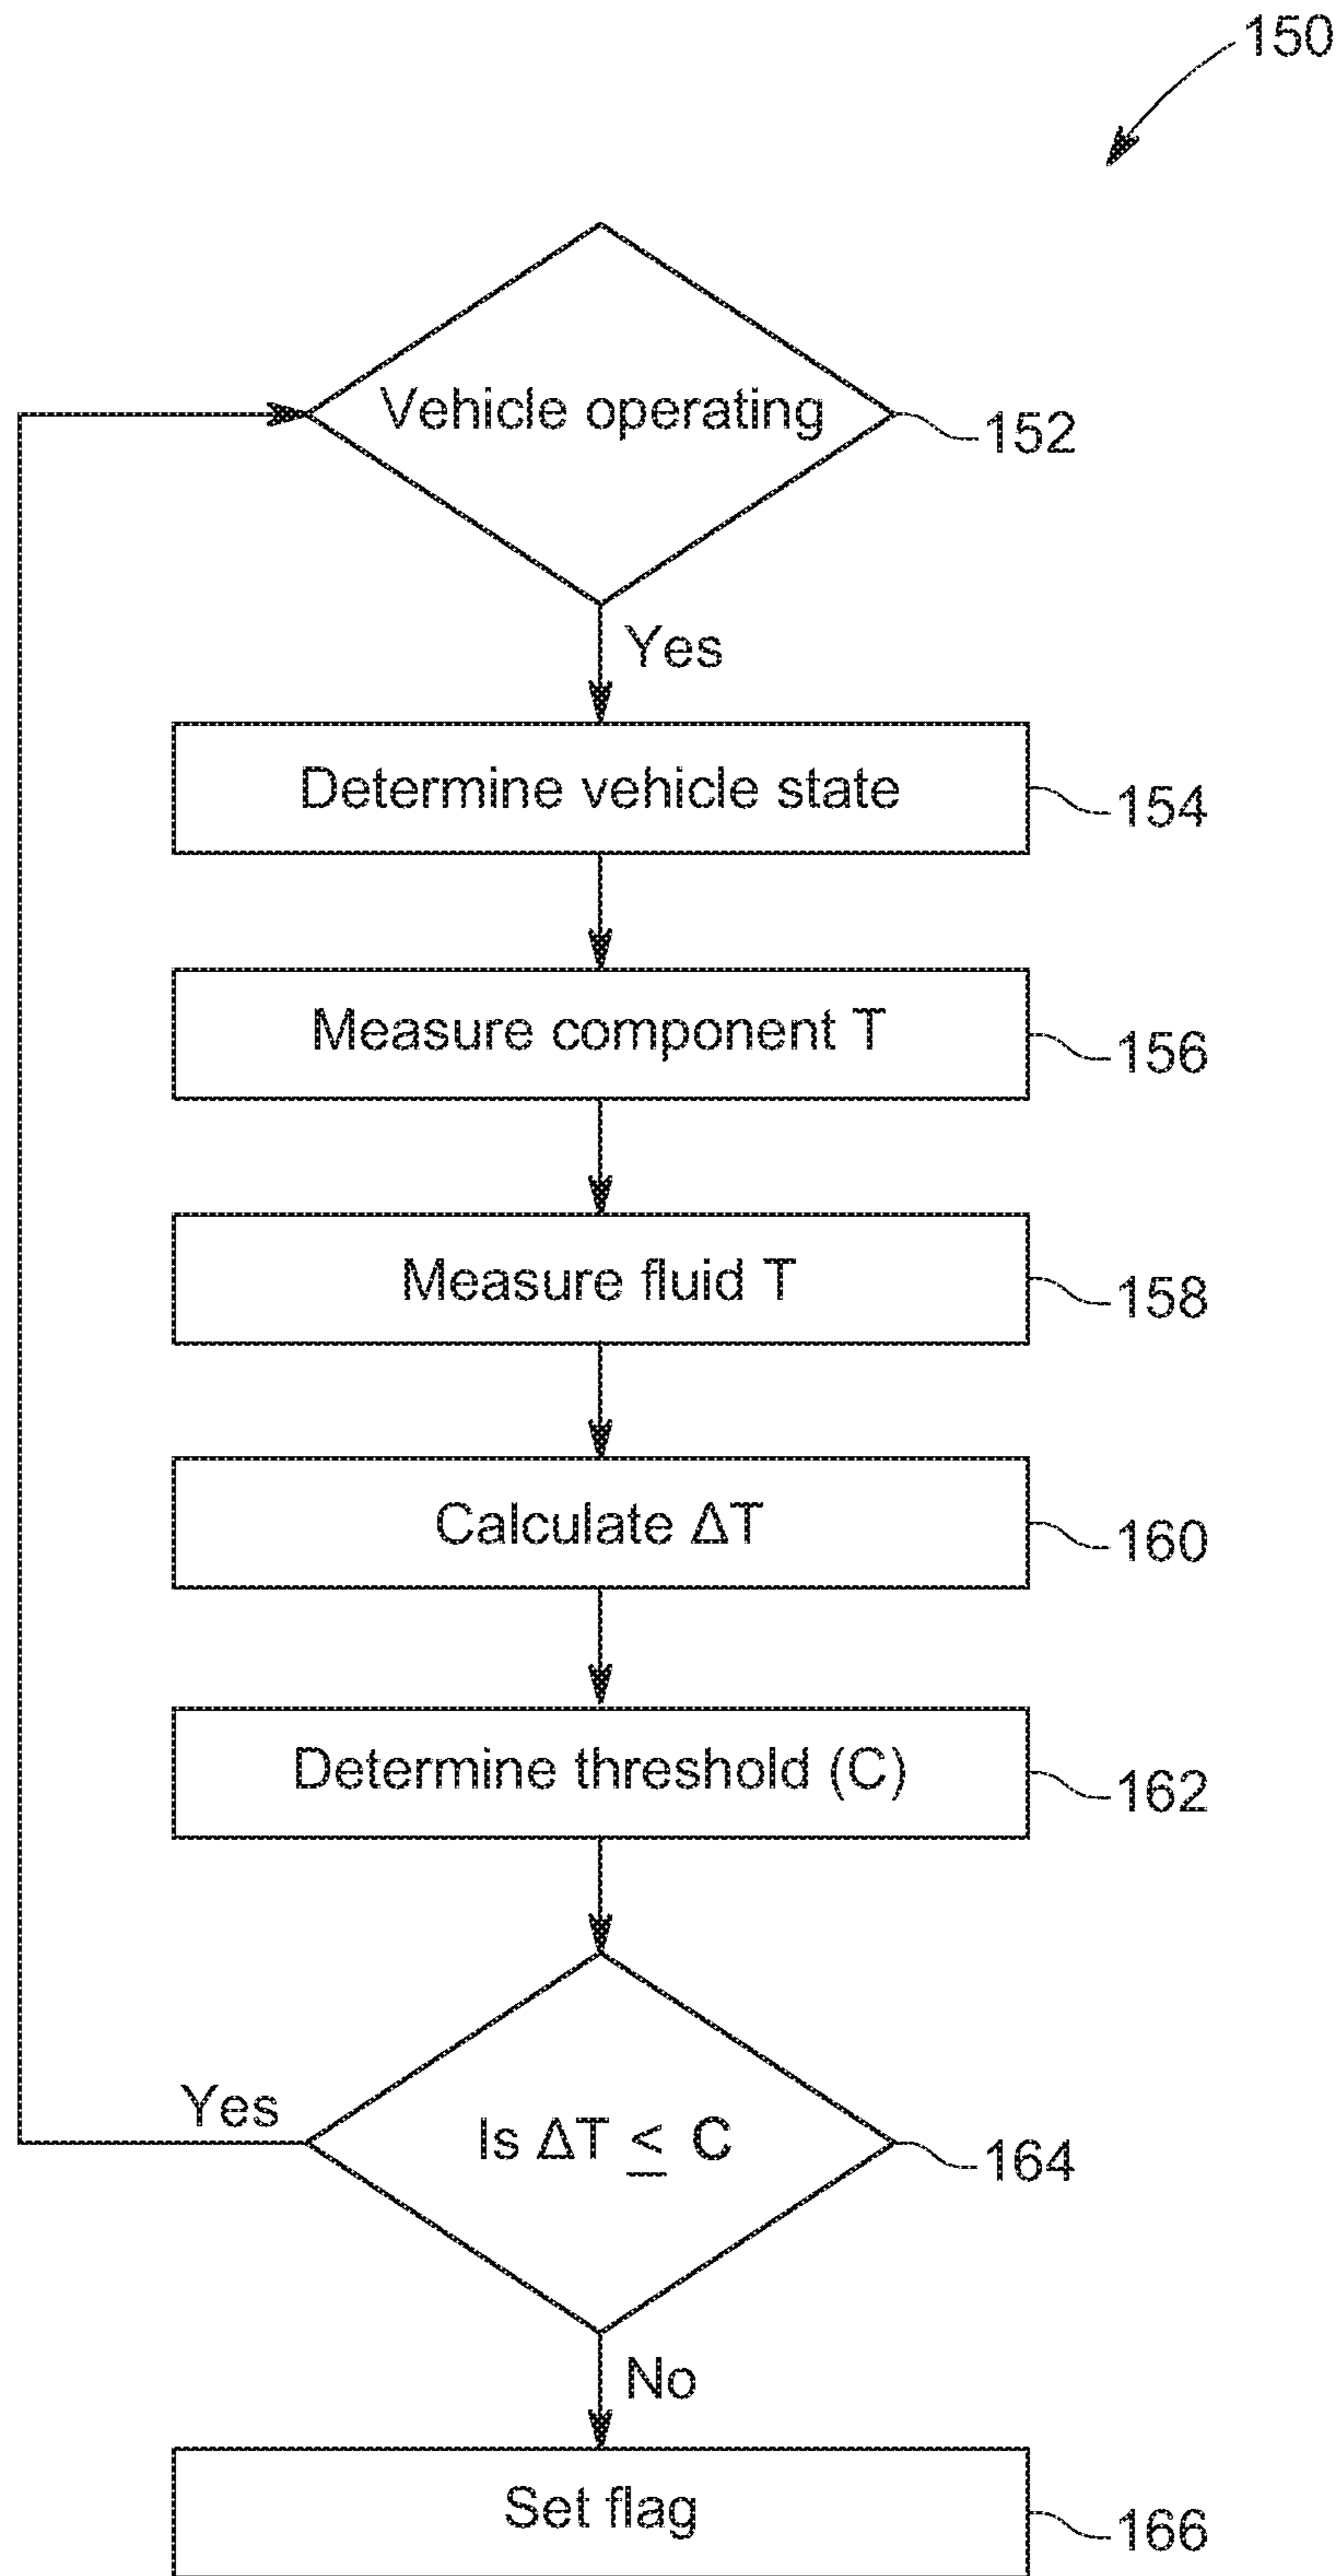 150
Vehicle operating
152
Yes
Determine vehicle state
154
Measure component T
156
Measure fluid T
158
Calculate ΔT
160
Determine threshold (C)
162
Yes
Is ΔT ≤ C
164
No
Set flag
166